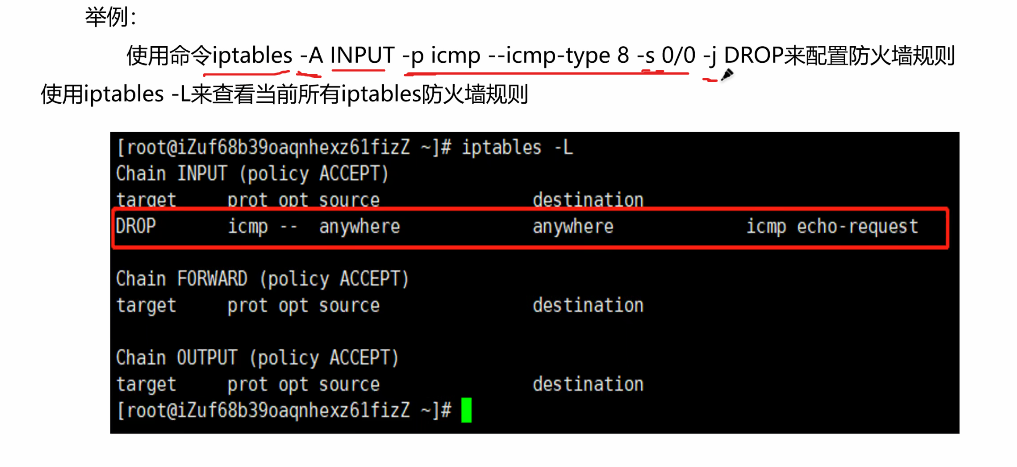 举例：
使用命令iptables -A INPUT -p icmp --icmp-type 8 -s 0/0 -j DROP来配置防火墙规则
使用iptables -L来查看当前所有iptables防火墙规则
[root@iZuf68b39oaqnhexz61fizZ ~]# iptables -L
Chain INPUT (policy ACCEPT)
target prot opt source destination
DROP icmp -- anywhere anywhere icmp echo-request
Chain FORWARD (policy ACCEPT)
target prot opt source destination
Chain OUTPUT (policy ACCEPT)
target prot opt source destination
[root@iZuf68b39oaqnhexz61fizZ ~]#